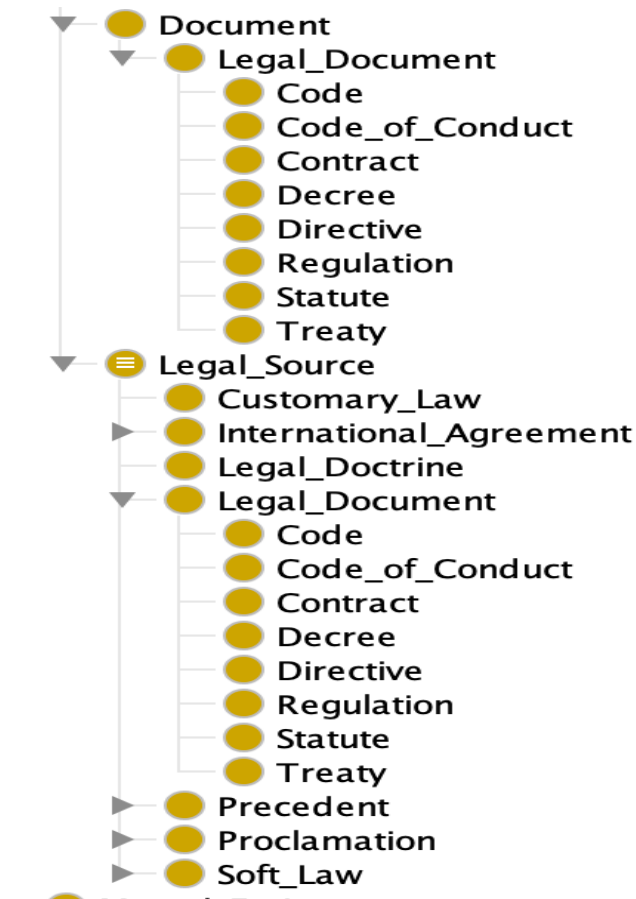 Document
Legal_Document
Code
Code_of_Conduct
Contract
Decree
Directive
Regulation
Statute
Treaty
Legal_Source
Customary_Law
International_Agreement
Legal_Doctrine
Legal_Document
Code
Code_of_Conduct
Contract
Decree
Directive
Regulation
Statute
Treaty
Precedent
Proclamation
Soft_Law